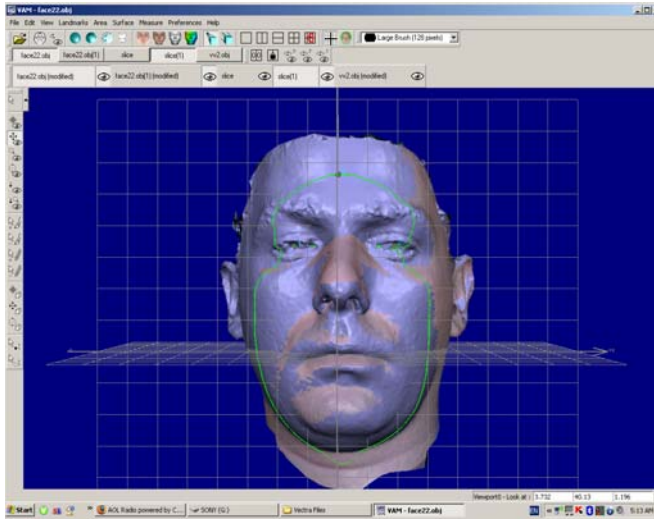 VAM - face22.obj
File Edit View Landmarks Area Surface Measure Preferences Help
Large Brush (128 pixels)
face22.obj face22.obj(1) slice slice(1) vv2.obj
face22.obj (modified) face22.obj(1) (modified) slice slice(1) vv2.obj (modified)
Viewport0 - Look at : 3.732 40.13 1.196
Start AOL Radio powered by C... SONY (G:) Vectra Files VAM - face22.obj EN 5:13 AM